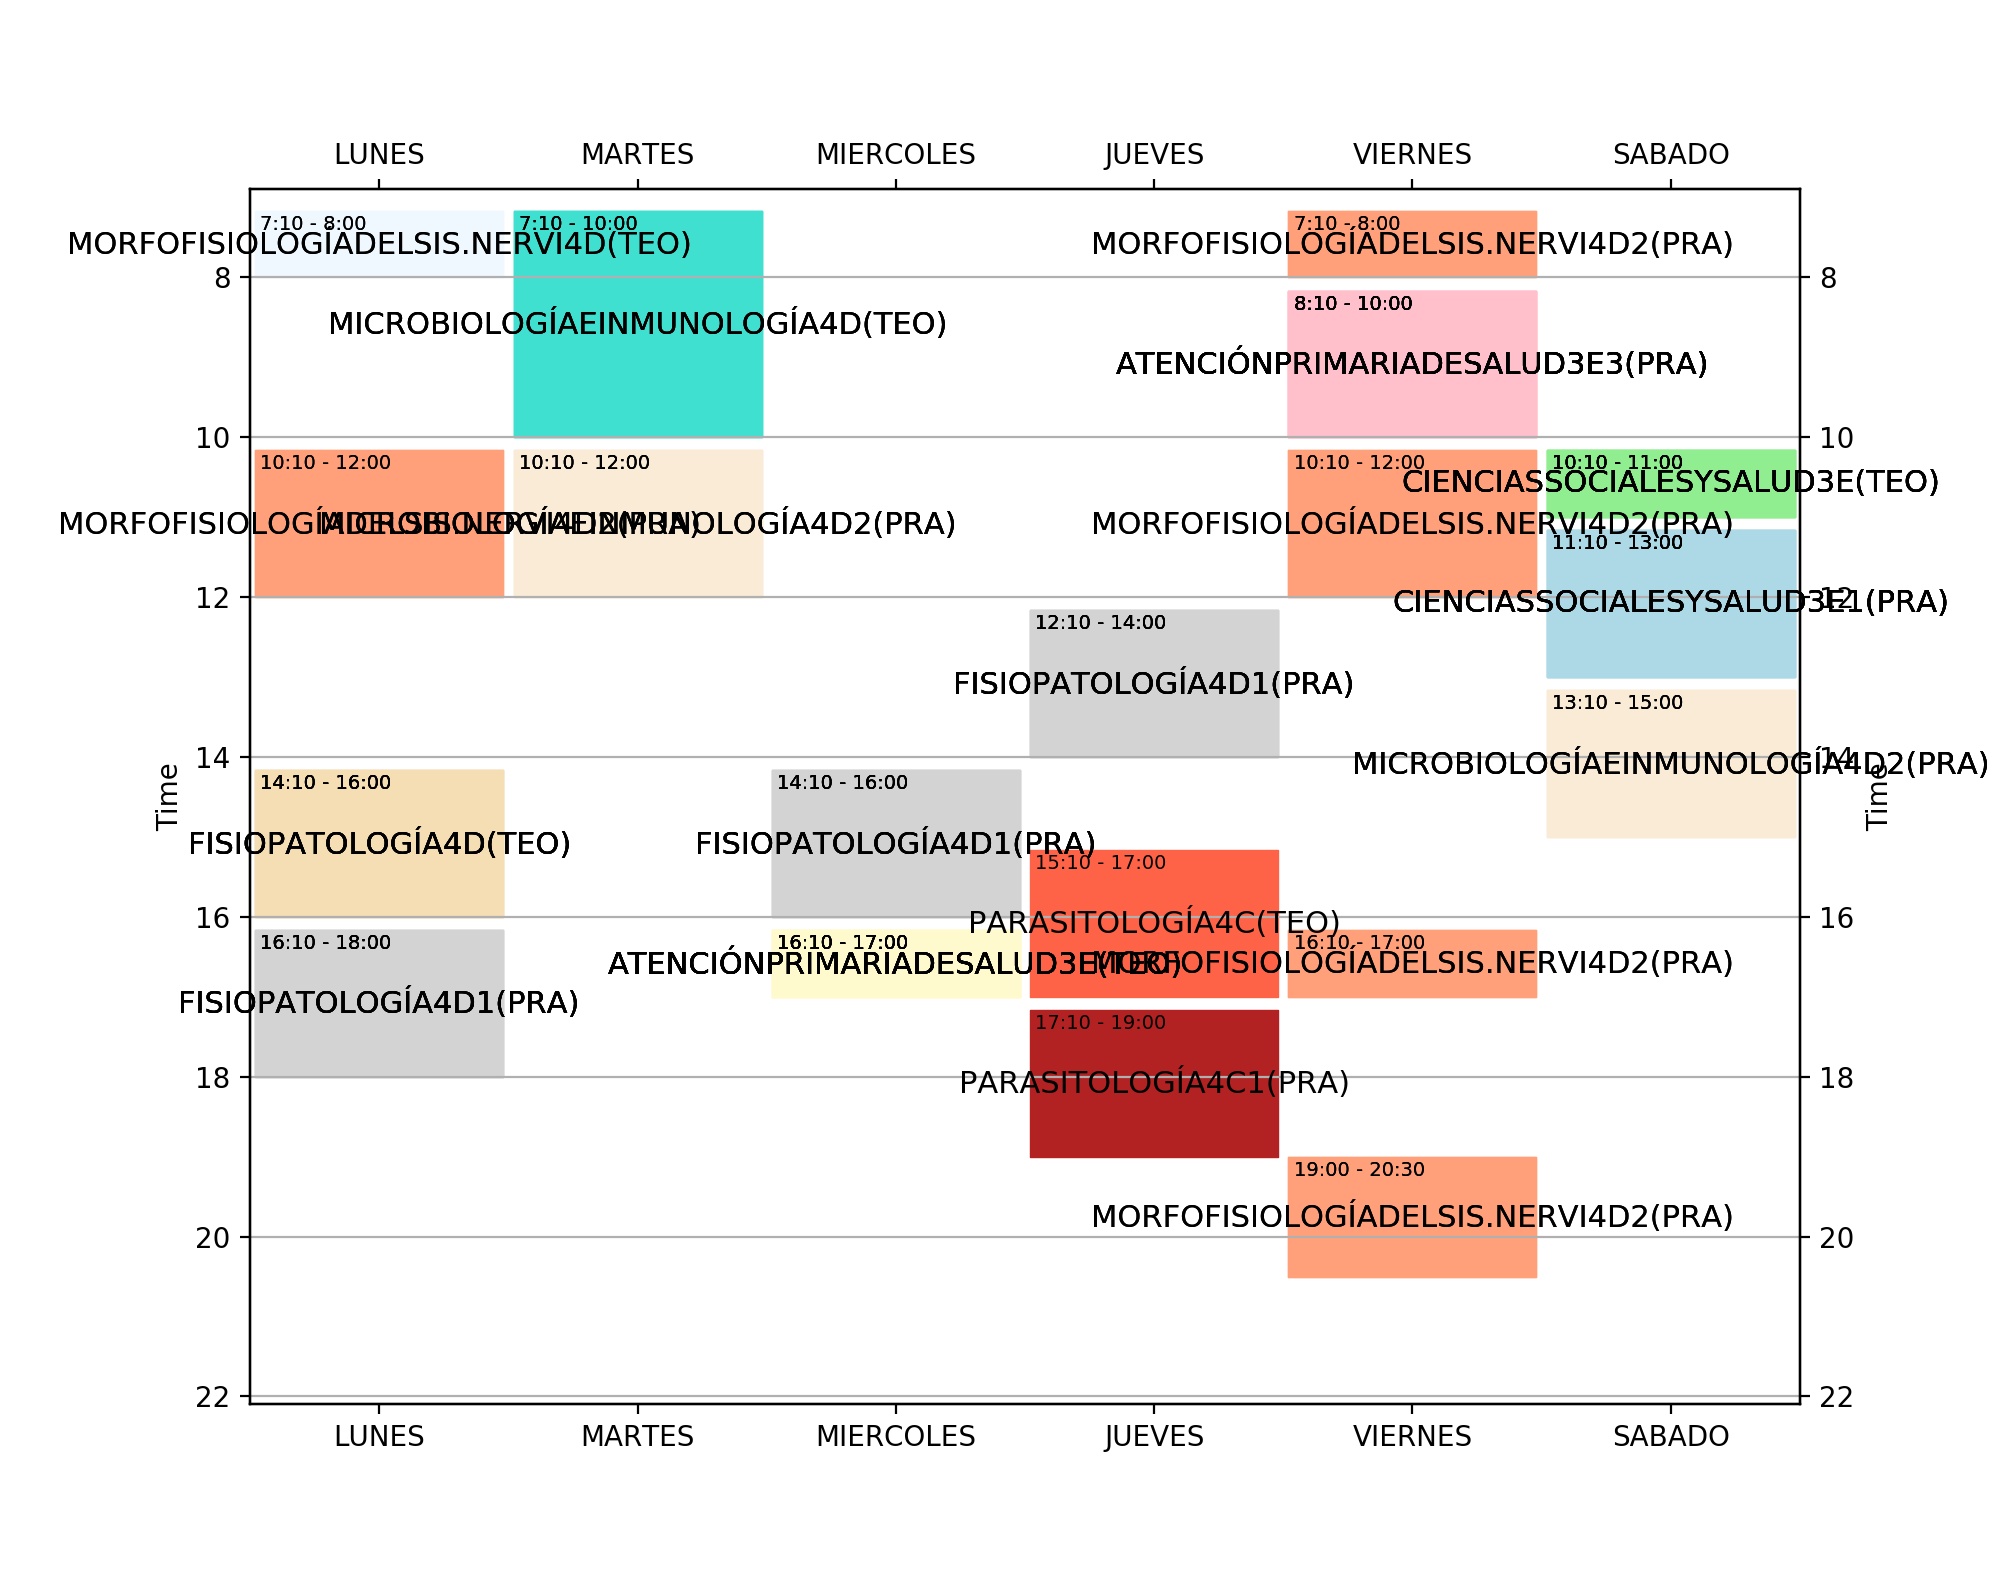 LUNES MARTES MIERCOLES JUEVES VIERNES SABADO
7:10 - 8:00 7:10 - 10:00 7:10 - 8:00
MORFOFISIOLOGÍADELSIS.NERVI4D(TEO) MORFOFISIOLOGÍADELSIS.NERVI4D2(PRA)
8 8
8:10 - 10:00
MICROBIOLOGÍAEINMUNOLOGÍA4D(TEO)
ATENCIÓNPRIMARIADESALUD3E3(PRA)
10 10
10:10 - 12:00 10:10 - 12:00 10:10 - 12:00 10:10 - 11:00
CIENCIASSOCIALESYSALUD3E(TEO)
MORFOFISIOLOGÍADELSIS.NERVI4D2(PRA) MICROBIOLOGÍAEINMUNOLOGÍA4D2(PRA) MORFOFISIOLOGÍADELSIS.NERVI4D2(PRA)
11:10 - 13:00
12 12
CIENCIASSOCIALESYSALUD3E1(PRA)
12:10 - 14:00
FISIOPATOLOGÍA4D1(PRA)
13:10 - 15:00
14 14
MICROBIOLOGÍAEINMUNOLOGÍA4D2(PRA)
14:10 - 16:00 14:10 - 16:00
Time Time
FISIOPATOLOGÍA4D(TEO) FISIOPATOLOGÍA4D1(PRA)
15:10 - 17:00
16 16
PARASITOLOGÍA4C(TEO)
16:10 - 18:00 16:10 - 17:00 16:10 - 17:00
ATENCIÓNPRIMARIADESALUD3E(TEO) MORFOFISIOLOGÍADELSIS.NERVI4D2(PRA)
FISIOPATOLOGÍA4D1(PRA)
17:10 - 19:00
18 18
PARASITOLOGÍA4C1(PRA)
19:00 - 20:30
MORFOFISIOLOGÍADELSIS.NERVI4D2(PRA)
20 20
22 22
LUNES MARTES MIERCOLES JUEVES VIERNES SABADO